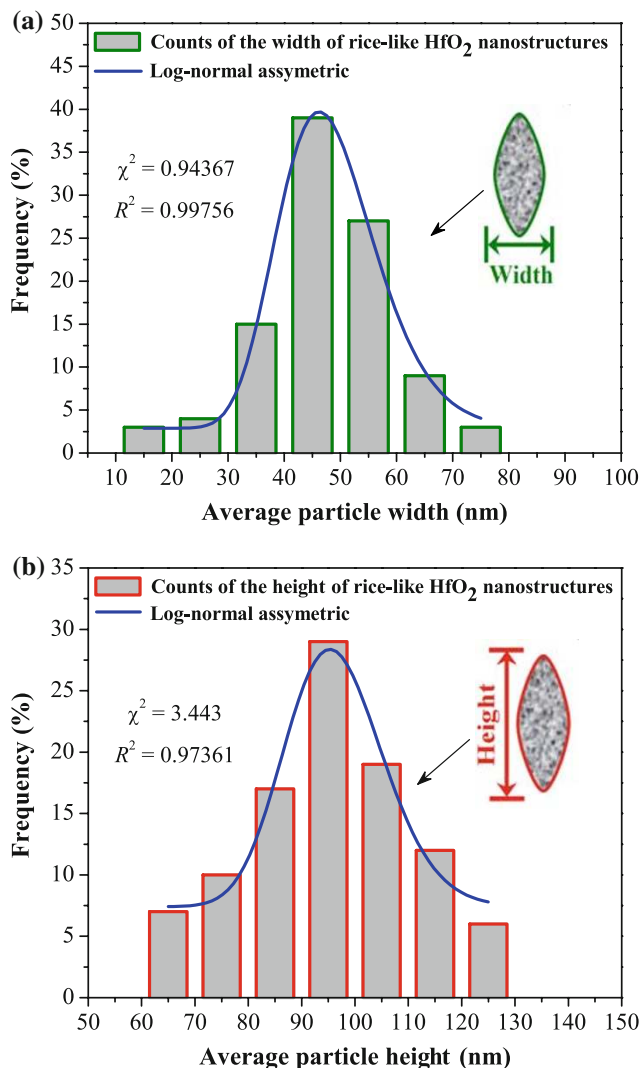 (a)
50
45
40
35
30
25
20
15
10
5
0
Frequency (%)
Counts of the width of rice-like HfO₂ nanostructures
Log-normal assymetric
χ² = 0.94367
R² = 0.99756
Width
10 20 30 40 50 60 70 80 90 100
Average particle width (nm)
(b)
35
30
25
20
15
10
5
0
Frequency (%)
Counts of the height of rice-like HfO₂ nanostructures
Log-normal assymetric
χ² = 3.443
R² = 0.97361
Height
50 60 70 80 90 100 110 120 130 140 150
Average particle height (nm)